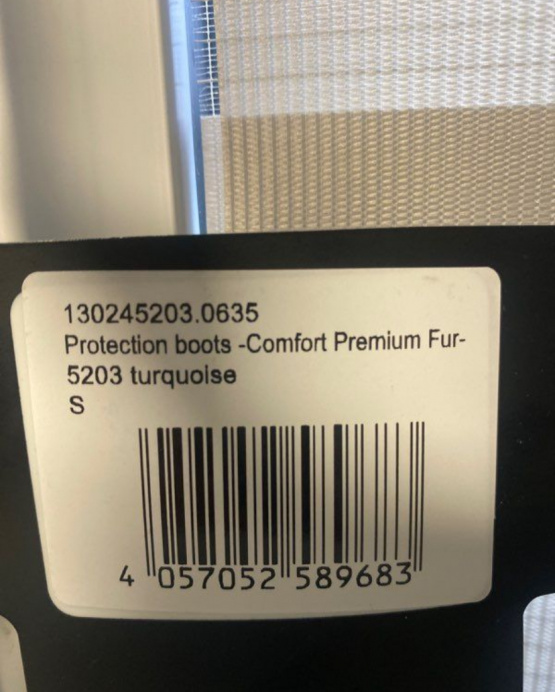 130245203.0635
Protection boots -Comfort Premium Fur-
5203 turquoise
S
4 057052 589683